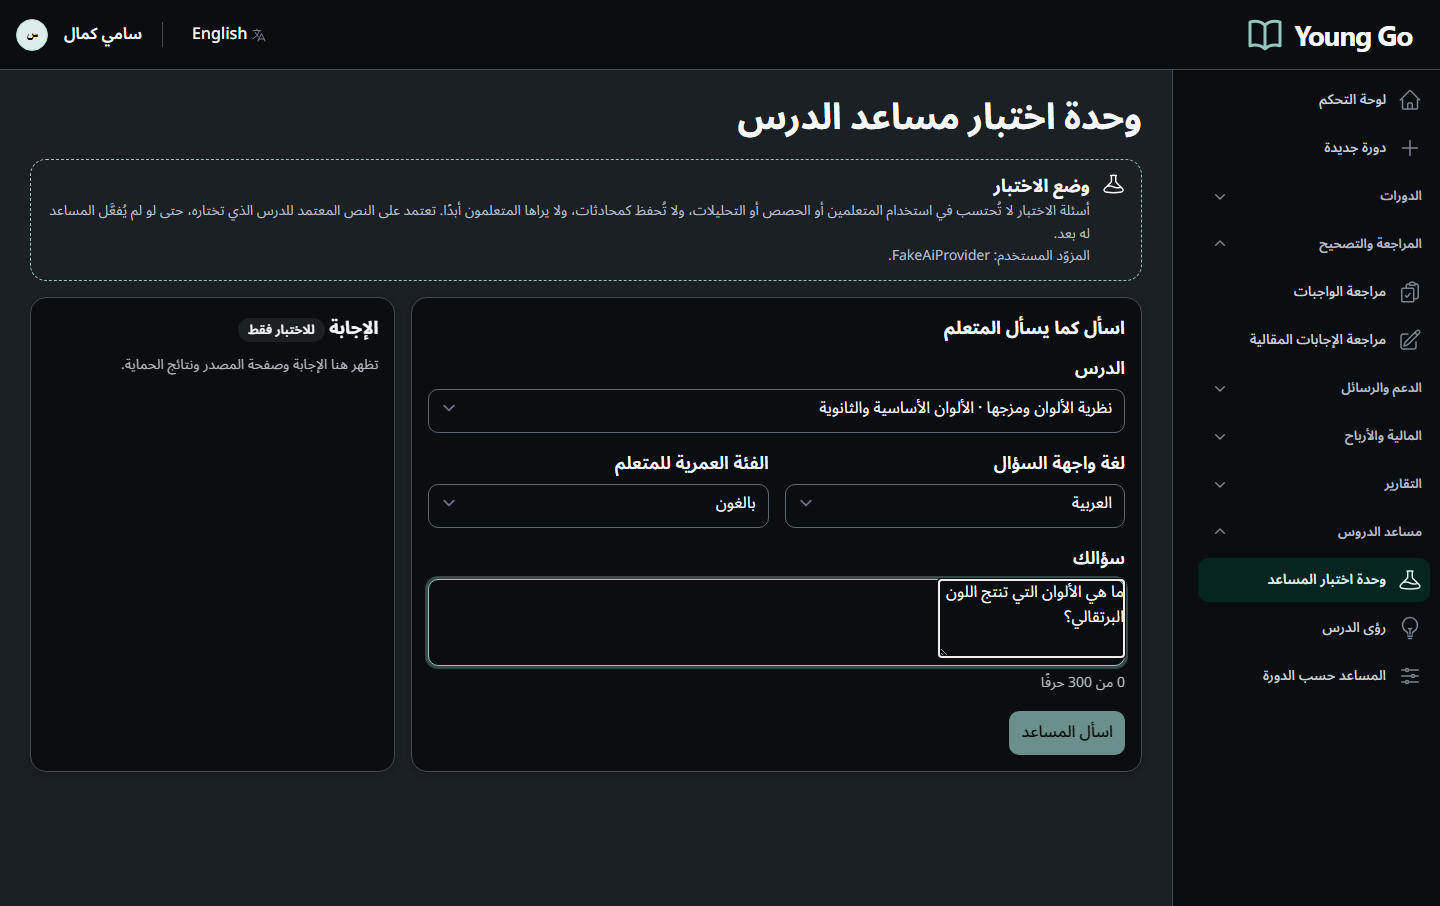 Young Go
English
سامي كمال
س
لوحة التحكم
دورة جديدة
الدورات
المراجعة والتصحيح
مراجعة الواجبات
مراجعة الإجابات المقالية
الدعم والرسائل
المالية والأرباح
التقارير
مساعد الدروس
وحدة اختبار المساعد
رؤى الدرس
المساعد حسب الدورة
وحدة اختبار مساعد الدرس
وضع الاختبار
أسئلة الاختبار لا تُحتسب في استخدام المتعلمين أو الحصص أو التحليلات، ولا تُحفظ كمحادثات، ولا يراها المتعلمون أبدًا. تعتمد على النص المعتمد للدرس الذي تختاره، حتى لو لم يُفعَّل المساعد
له بعد.
المزوّد المستخدم: FakeAiProvider.
اسأل كما يسأل المتعلم
الدرس
نظرية الألوان ومزجها · الألوان الأساسية والثانوية
لغة واجهة السؤال
العربية
الفئة العمرية للمتعلم
بالغون
سؤالك
ما هي الألوان التي تنتج اللون
البرتقالي؟
0 من 300 حرفًا
اسأل المساعد
الإجابة للاختبار فقط
تظهر هنا الإجابة وصفحة المصدر ونتائج الحماية.